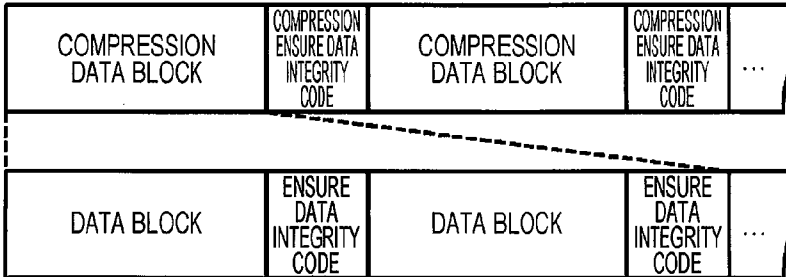 COMPRESSION
DATA BLOCK
COMPRESSION
ENSURE DATA
INTEGRITY
CODE
COMPRESSION
DATA BLOCK
COMPRESSION
ENSURE DATA
INTEGRITY
CODE
...
DATA BLOCK
ENSURE
DATA
INTEGRITY
CODE
DATA BLOCK
ENSURE
DATA
INTEGRITY
CODE
...